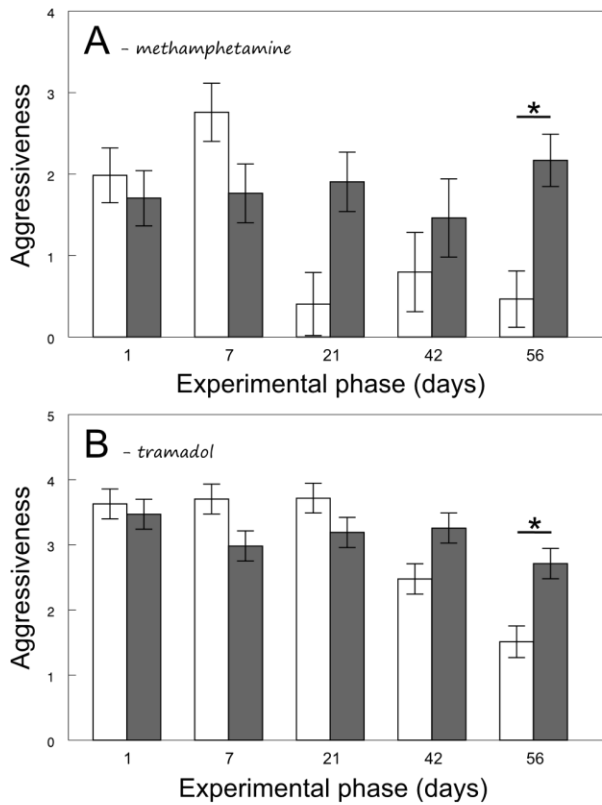 A - methamphetamine
4
3
2
1
0
Aggressiveness
*
1 7 21 42 56
Experimental phase (days)
B - tramadol
5
4
3
2
1
0
Aggressiveness
*
1 7 21 42 56
Experimental phase (days)